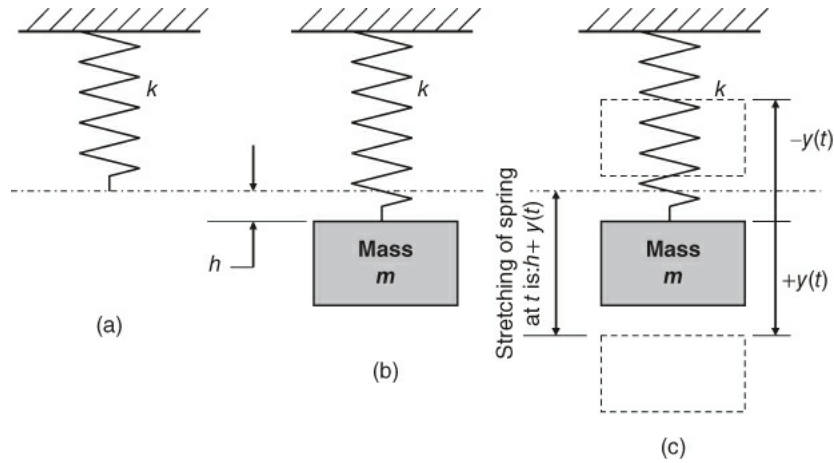 k
h
(a)
k
Mass
m
(b)
k
–y(t)
Stretching of spring
at t is:h+ y(t)
Mass
m
+y(t)
(c)